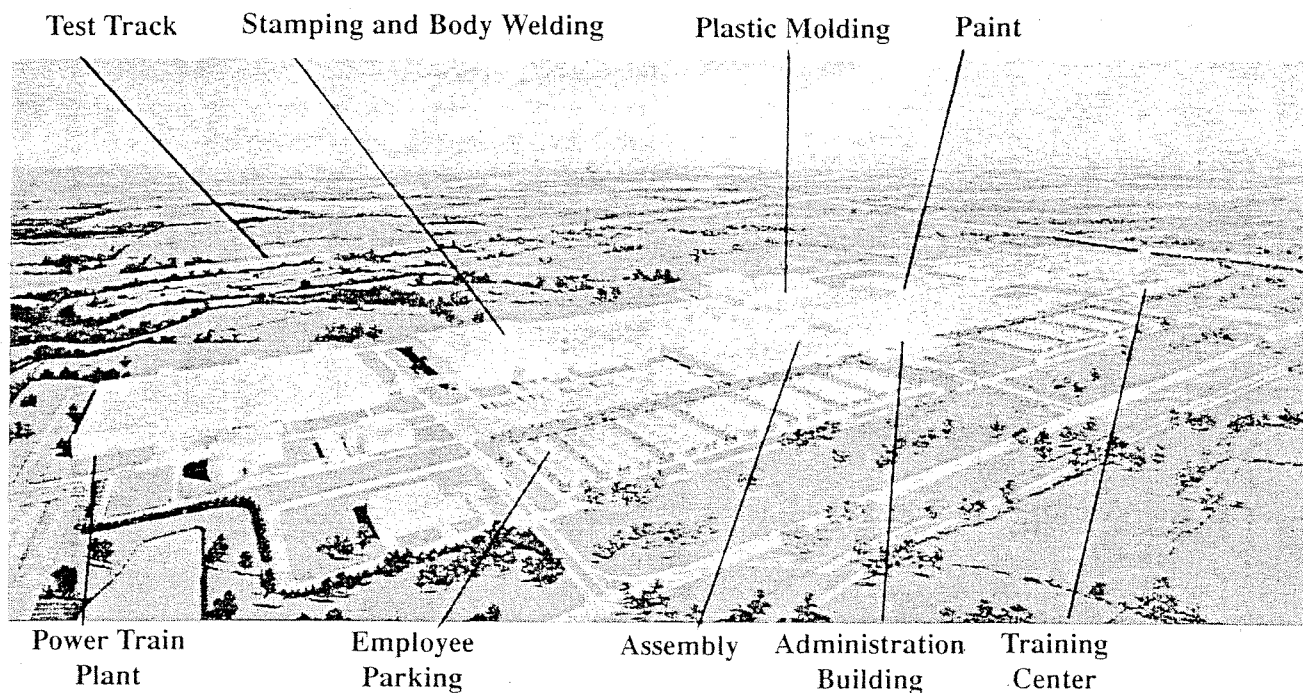 Test Track
Stamping and Body Welding
Plastic Molding
Paint
Power Train
Plant
Employee
Parking
Assembly
Administration
Building
Training
Center